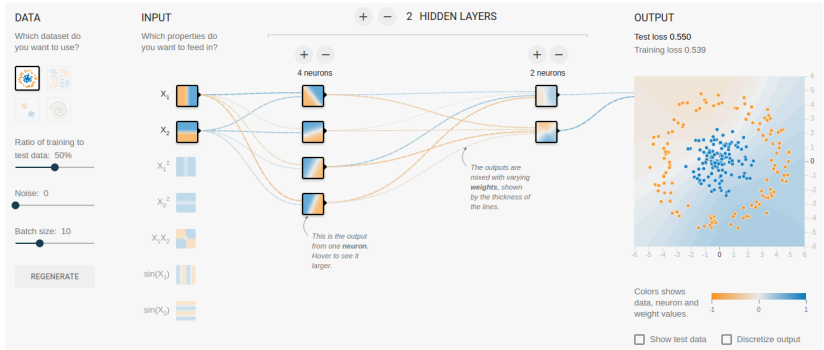 DATA
Which dataset do
you want to use?
Ratio of training to
test data: 50%
Noise: 0
Batch size: 10
REGENERATE
INPUT
Which properties do
you want to feed in?
X₁
X₂
X₁²
X₂²
X₁X₂
sin(X₁)
sin(X₂)
+ − 2 HIDDEN LAYERS
+ −
4 neurons
+ −
2 neurons
This is the output
from one neuron.
Hover to see it
larger.
The outputs are
mixed with varying
weights, shown
by the thickness of
the lines.
OUTPUT
Test loss 0.550
Training loss 0.539
6
5
4
3
2
1
0
-1
-2
-3
-4
-5
-6
-6 -5 -4 -3 -2 -1 0 1 2 3 4 5 6
Colors shows
data, neuron and
weight values.
-1 0 1
Show test data
Discretize output